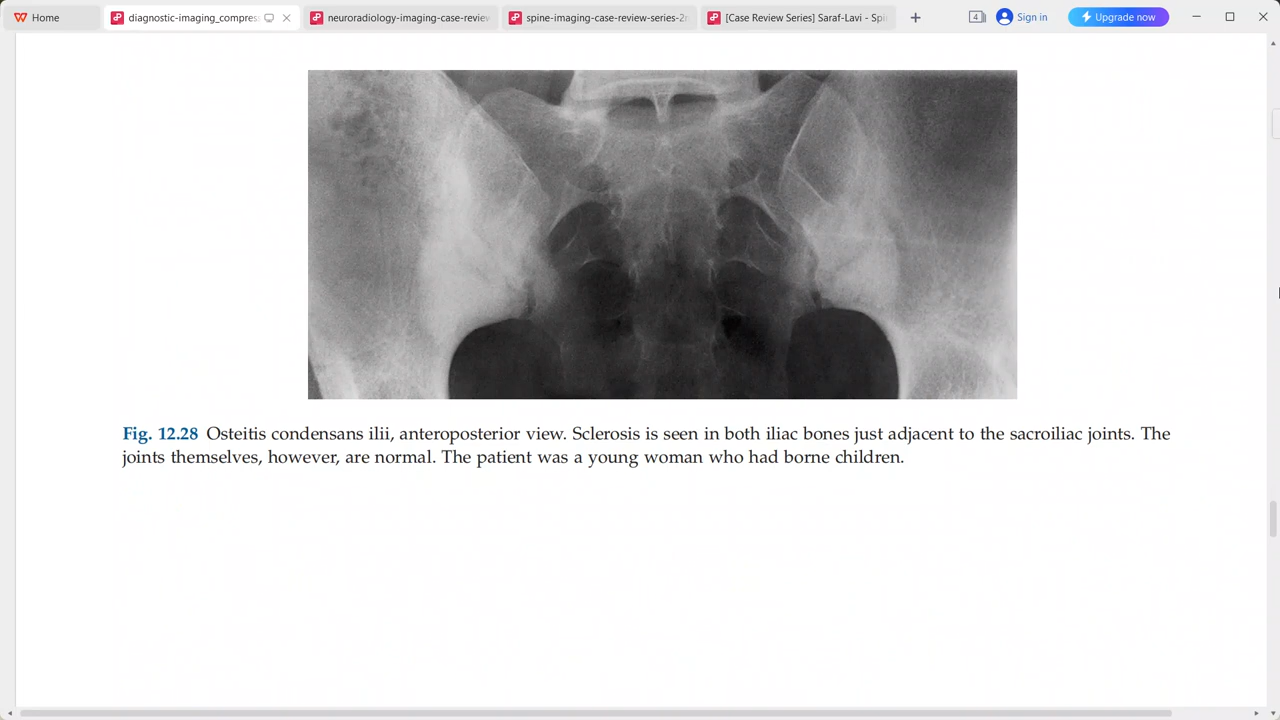 Home
diagnostic-imaging_compres
neuroradiology-imaging-case-review
spine-imaging-case-review-series-2
[Case Review Series] Saraf-Lavi - Spi
4
Sign in
Upgrade now
Fig. 12.28 Osteitis condensans ilii, anteroposterior view. Sclerosis is seen in both iliac bones just adjacent to the sacroiliac joints. The
joints themselves, however, are normal. The patient was a young woman who had borne children.